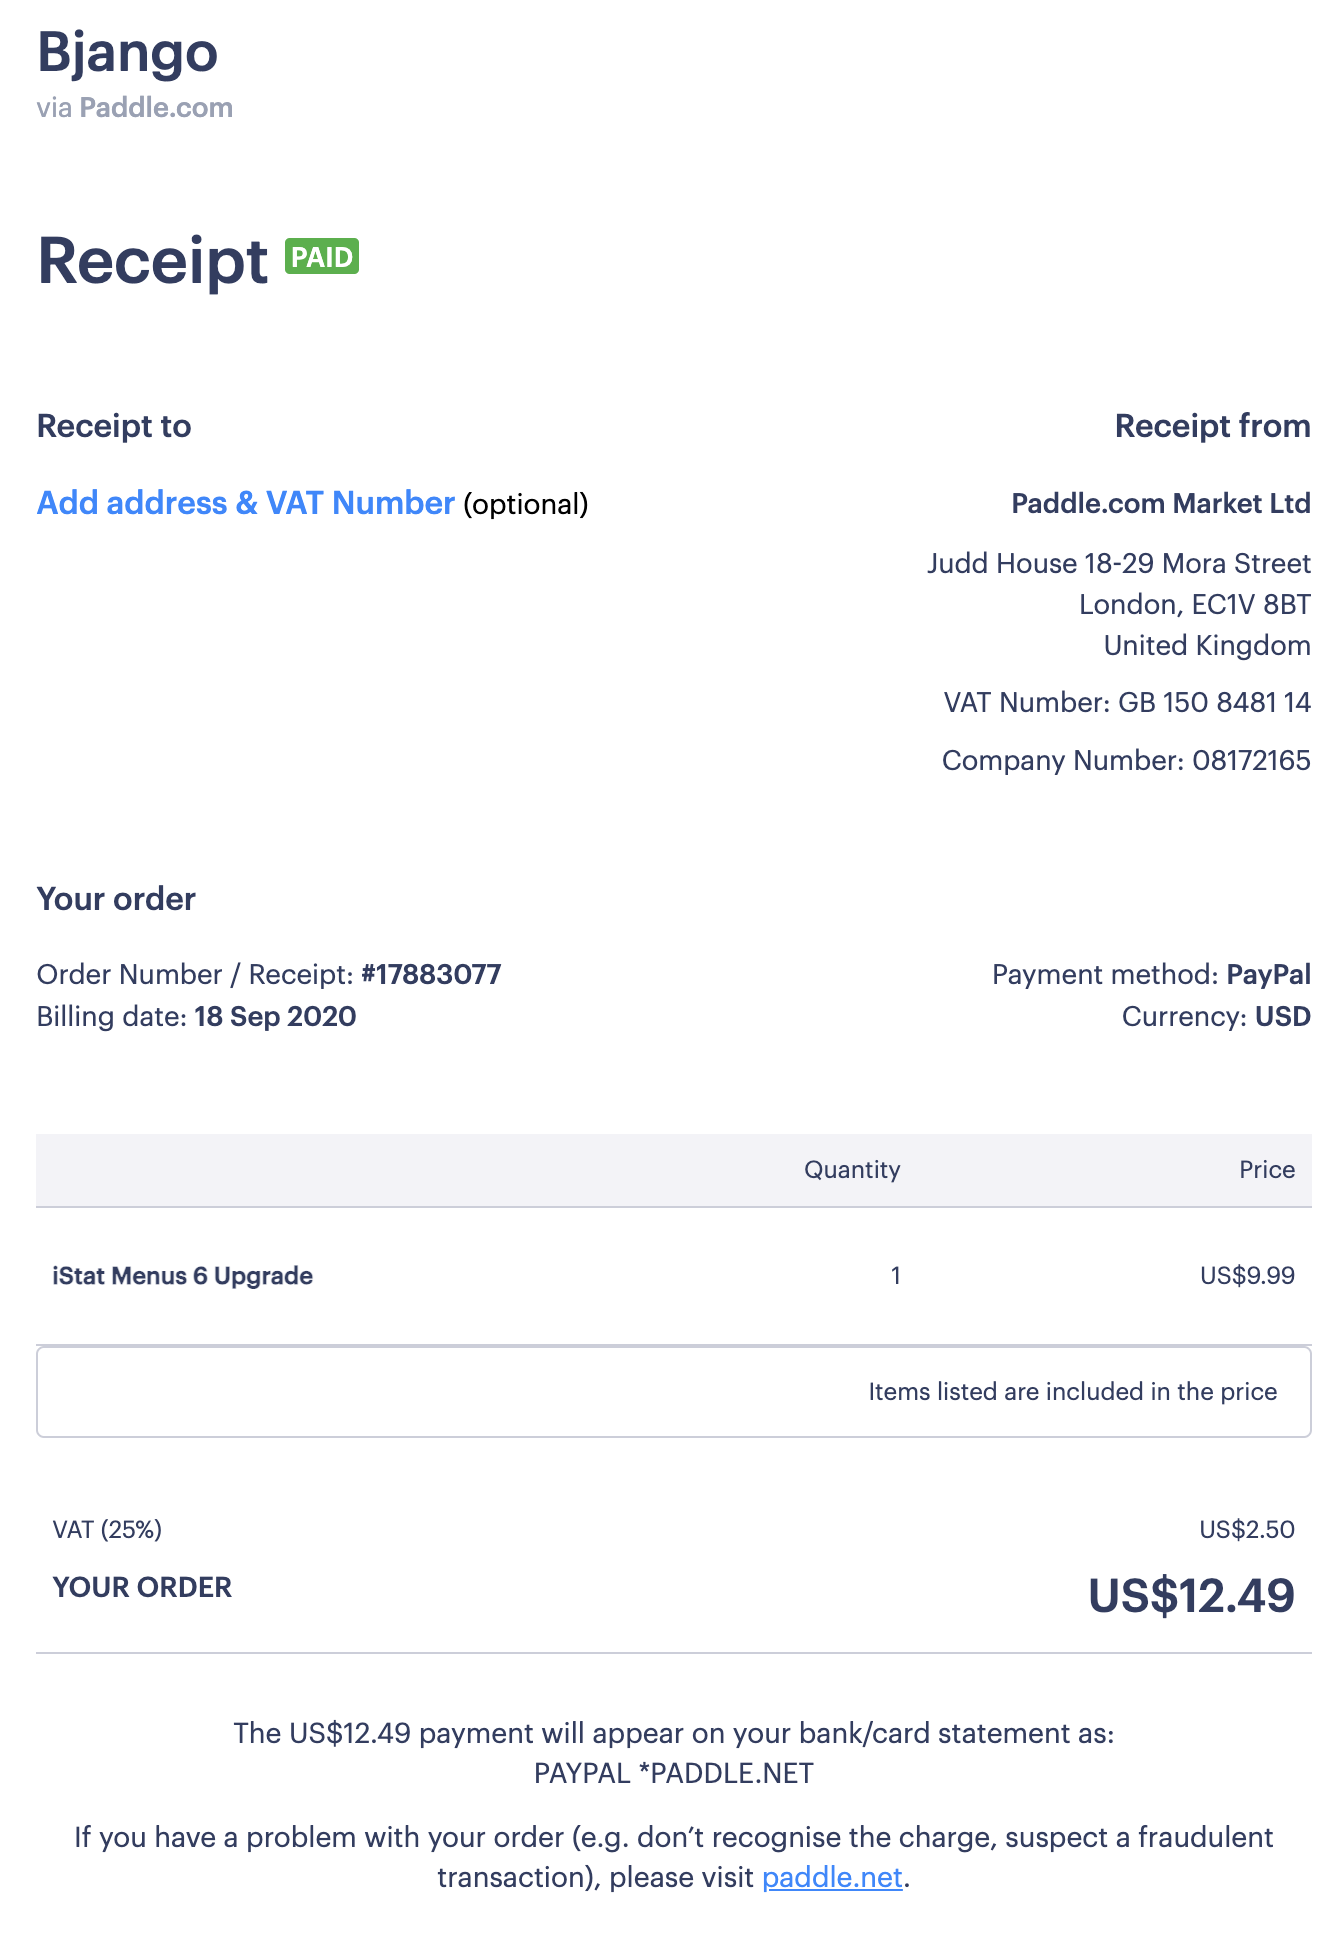 Bjango
via Paddle.com
Receipt PAID
Receipt to
Add address & VAT Number (optional)
Receipt from
Paddle.com Market Ltd
Judd House 18-29 Mora Street
London, EC1V 8BT
United Kingdom
VAT Number: GB 150 8481 14
Company Number: 08172165
Your order
Order Number / Receipt: #17883077
Billing date: 18 Sep 2020
Payment method: PayPal
Currency: USD
Quantity Price
iStat Menus 6 Upgrade 1 US$9.99
Items listed are included in the price
VAT (25%) US$2.50
YOUR ORDER US$12.49
The US$12.49 payment will appear on your bank/card statement as:
PAYPAL *PADDLE.NET
If you have a problem with your order (e.g. don’t recognise the charge, suspect a fraudulent
transaction), please visit paddle.net.